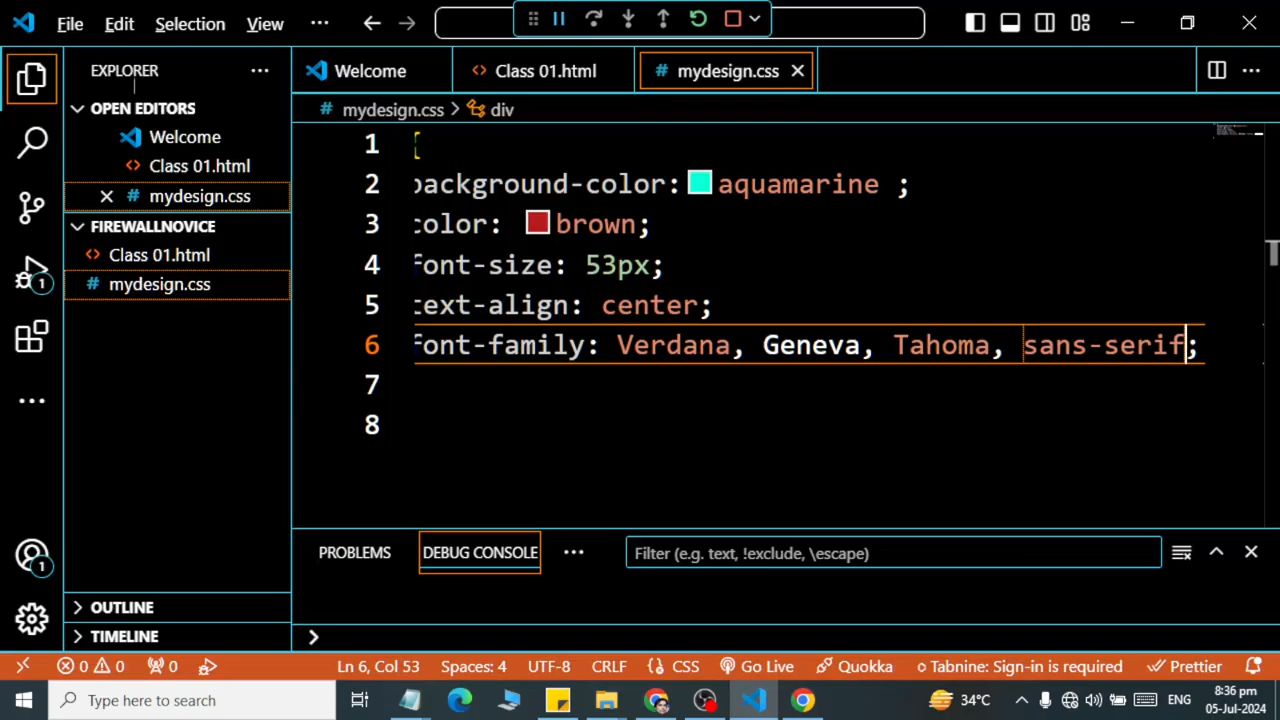 File Edit Selection View ...
EXPLORER ...
Welcome
Class 01.html
# mydesign.css
OPEN EDITORS
Welcome
Class 01.html
# mydesign.css
FIREWALLNOVICE
Class 01.html
# mydesign.css
# mydesign.css > div
1 {
2 background-color: aquamarine ;
3 color: brown;
4 font-size: 53px;
5 text-align: center;
6 font-family: Verdana, Geneva, Tahoma, sans-serif;
7
8
1
1
PROBLEMS
DEBUG CONSOLE
...
Filter (e.g. text, !exclude, \escape)
OUTLINE
TIMELINE
0 0 0
Ln 6, Col 53
Spaces: 4
UTF-8
CRLF
CSS
Go Live
Quokka
Tabnine: Sign-in is required
Prettier
Type here to search
34°C
ENG
8:36 pm
05-Jul-2024